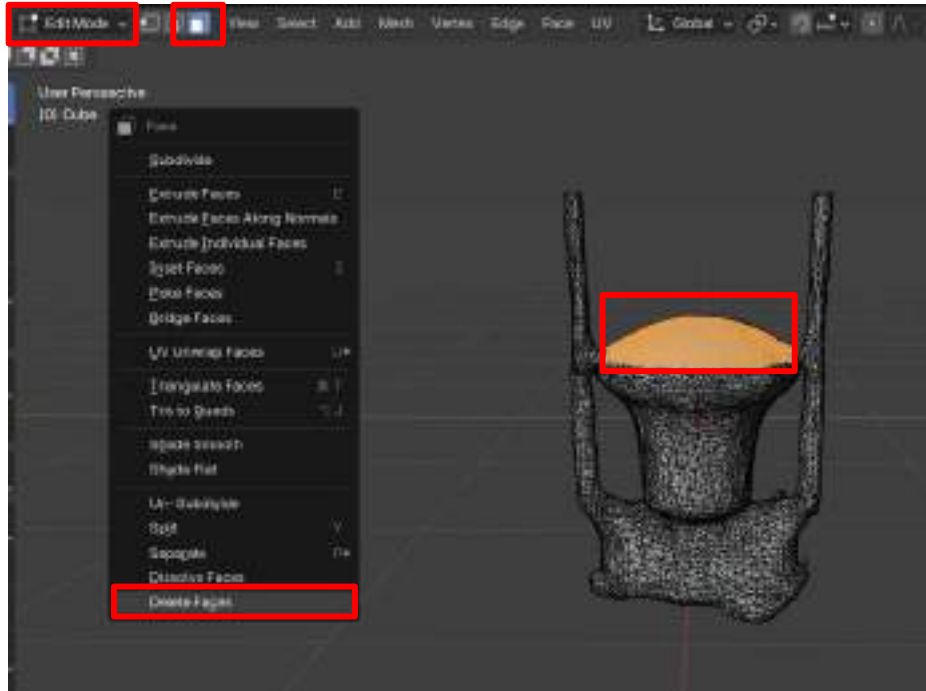 Edit Mode View Select Add Mesh Vertex Edge Face UV Global
User Perspective
(0) Cube
Face
Subdivide
Extrude Faces E
Extrude Faces Along Normals
Extrude Individual Faces
Inset Faces I
Poke Faces
Bridge Faces
UV Unwrap Faces
Triangulate Faces
Tris to Quads
Shade Smooth
Shade Flat
Un-Subdivide
Split Y
Separate
Dissolve Faces
Delete Faces